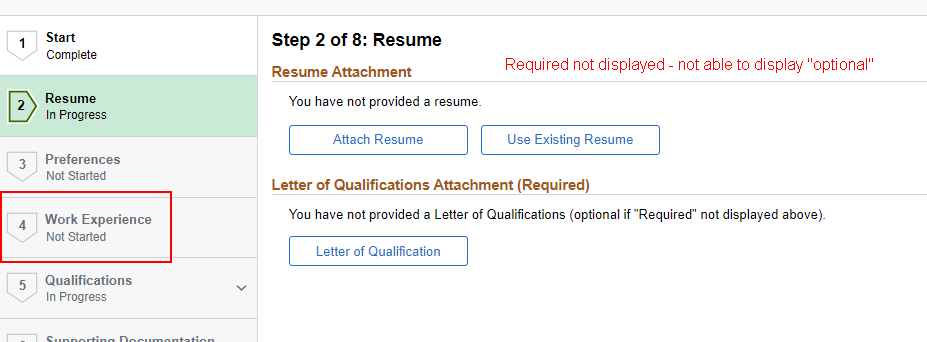 1
Start
Complete
2
Resume
In Progress
3
Preferences
Not Started
4
Work Experience
Not Started
5
Qualifications
In Progress
Supporting Documentation
Step 2 of 8: Resume
Required not displayed - not able to display "optional"
Resume Attachment
You have not provided a resume.
Attach Resume
Use Existing Resume
Letter of Qualifications Attachment (Required)
You have not provided a Letter of Qualifications (optional if "Required" not displayed above).
Letter of Qualification